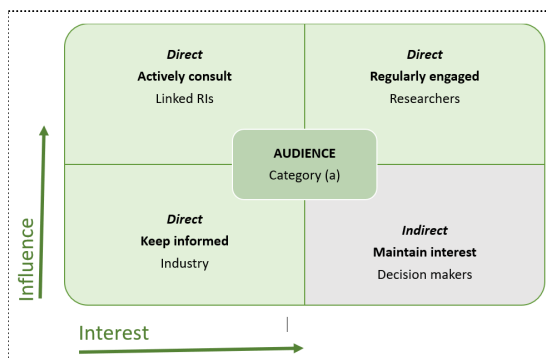 Direct
Actively consult
Linked RIs
Direct
Regularly engaged
Researchers
AUDIENCE
Category (a)
Direct
Keep informed
Industry
Indirect
Maintain interest
Decision makers
Influence
Interest